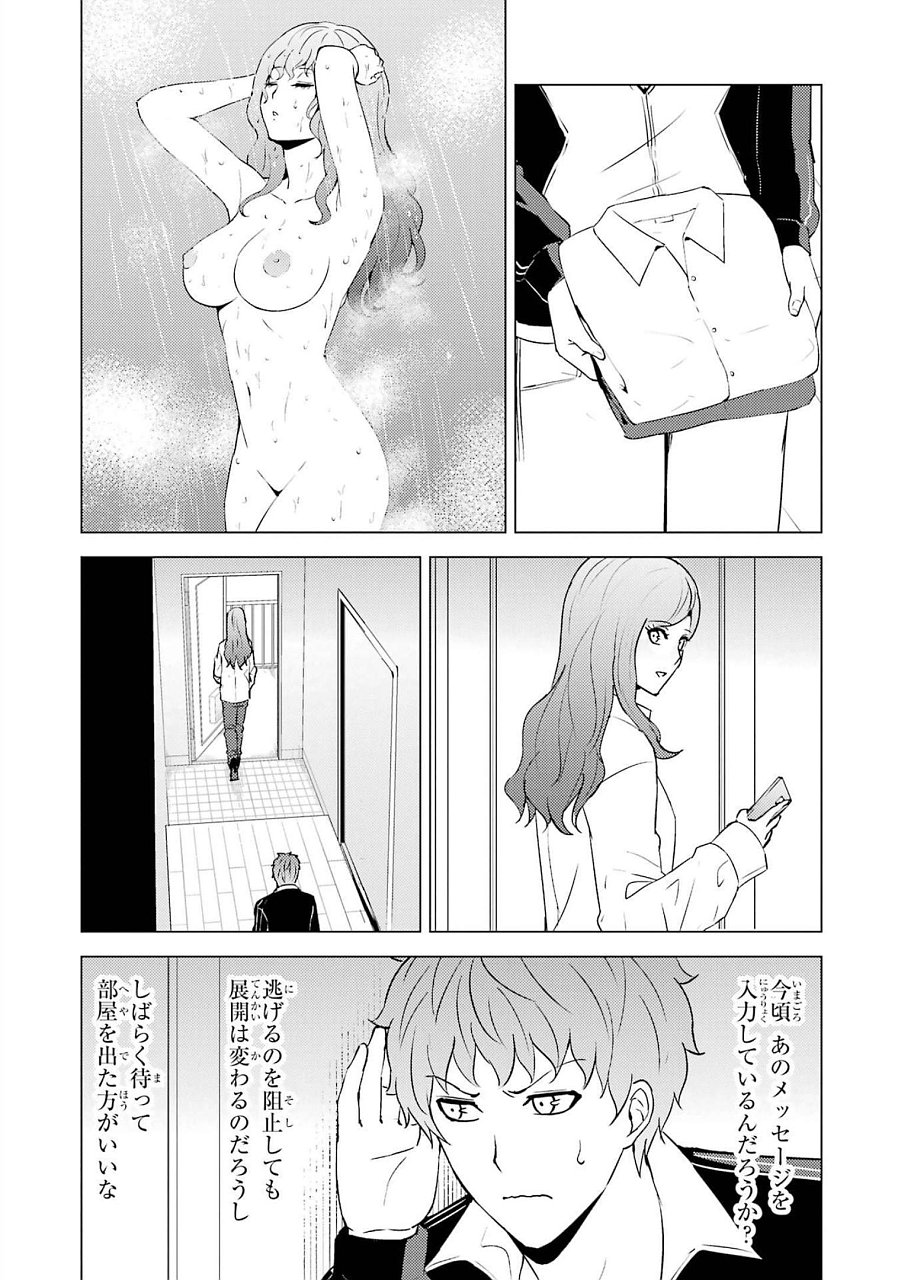 今頃 あのメッセージを
入力しているんだろうか?
逃げるのを阻止しても
展開は変わるのだろうし
しばらく待って
部屋を出た方がいいな